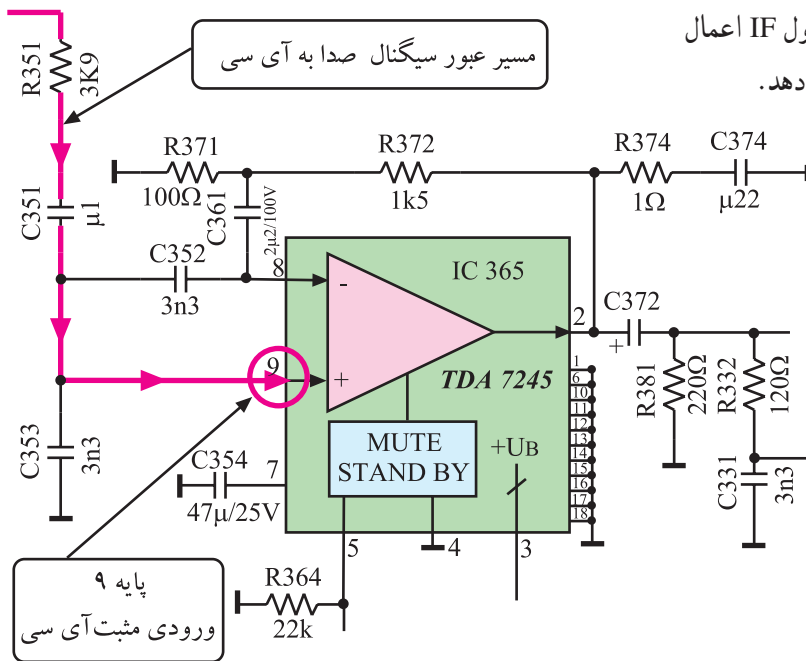 ول IF اعمال
دهد.
مسیر عبور سیگنال صدا به آی سی
R351
3K9
C351
µ1
R371
100Ω
C361
2µ2/100V
R372
1k5
R374
1Ω
C374
µ22
C352
3n3
8
-
IC 365
2
C372
+
9
+
TDA 7245
1
6
10
11
12
13
14
15
16
17
18
R381
220Ω
R332
120Ω
C353
3n3
C354
47µ/25V
7
MUTE
STAND BY
+UB
C331
3n3
5
4
3
R364
22k
پایه ۹
ورودی مثبت آی سی